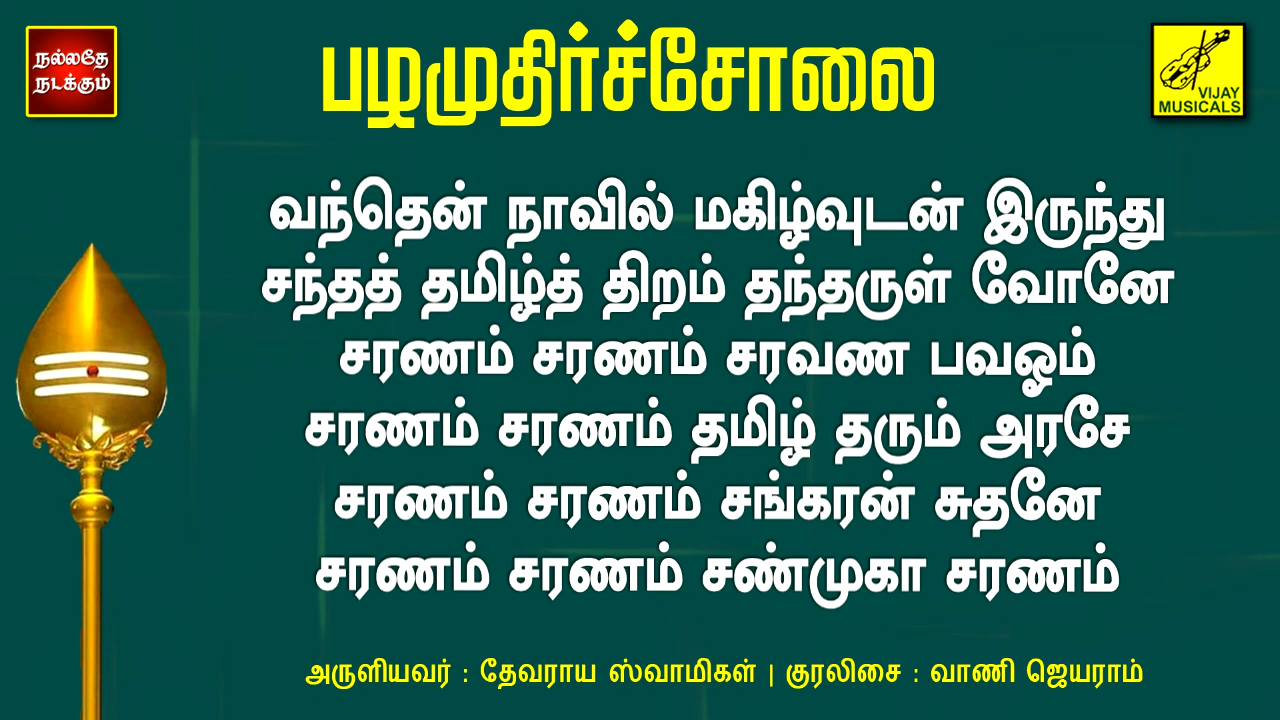 நல்லதே
நடக்கும்
பழமுதிர்ச்சோலை
VIJAY
MUSICALS
வந்தென் நாவில் மகிழ்வுடன் இருந்து
சந்தத் தமிழ்த் திறம் தந்தருள் வோனே
சரணம் சரணம் சரவண பவஓம்
சரணம் சரணம் தமிழ் தரும் அரசே
சரணம் சரணம் சங்கரன் சுதனே
சரணம் சரணம் சண்முகா சரணம்
அருளியவர் : தேவராய ஸ்வாமிகள் | குரலிசை : வாணி ஜெயராம்